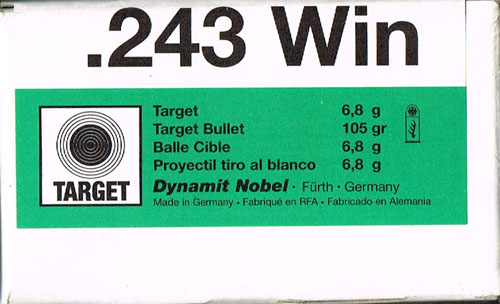 .243 Win
Target 6,8 g
Target Bullet 105 gr
Balle Cible 6,8 g
Proyectil tiro al blanco 6,8 g
TARGET
Dynamit Nobel · Fürth · Germany
Made in Germany · Fabriqué en RFA · Fabricado en Alemania